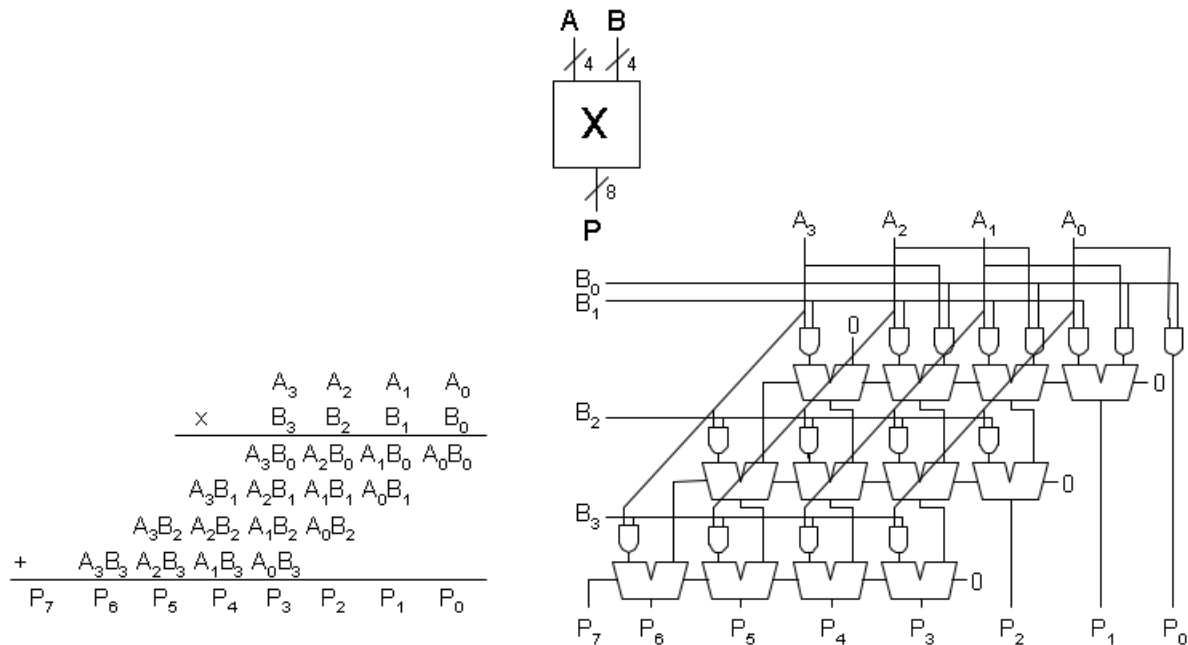 A B
4 4
X
8
P
A₃ A₂ A₁ A₀
B₀
B₁
0
0
B₂
0
B₃
0
P₇ P₆ P₅ P₄ P₃ P₂ P₁ P₀
A₃ A₂ A₁ A₀
× B₃ B₂ B₁ B₀
A₃B₀ A₂B₀ A₁B₀ A₀B₀
A₃B₁ A₂B₁ A₁B₁ A₀B₁
A₃B₂ A₂B₂ A₁B₂ A₀B₂
+ A₃B₃ A₂B₃ A₁B₃ A₀B₃
P₇ P₆ P₅ P₄ P₃ P₂ P₁ P₀